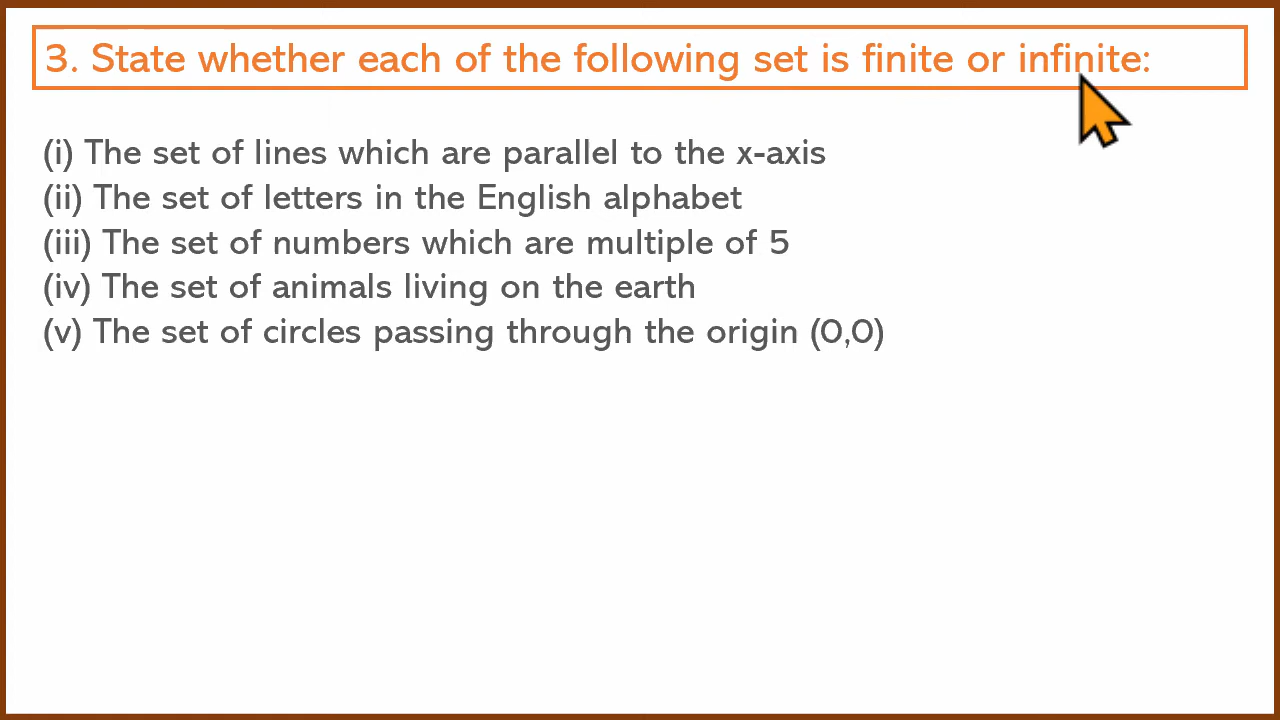 3. State whether each of the following set is finite or infinite:
(i) The set of lines which are parallel to the x-axis
(ii) The set of letters in the English alphabet
(iii) The set of numbers which are multiple of 5
(iv) The set of animals living on the earth
(v) The set of circles passing through the origin (0,0)